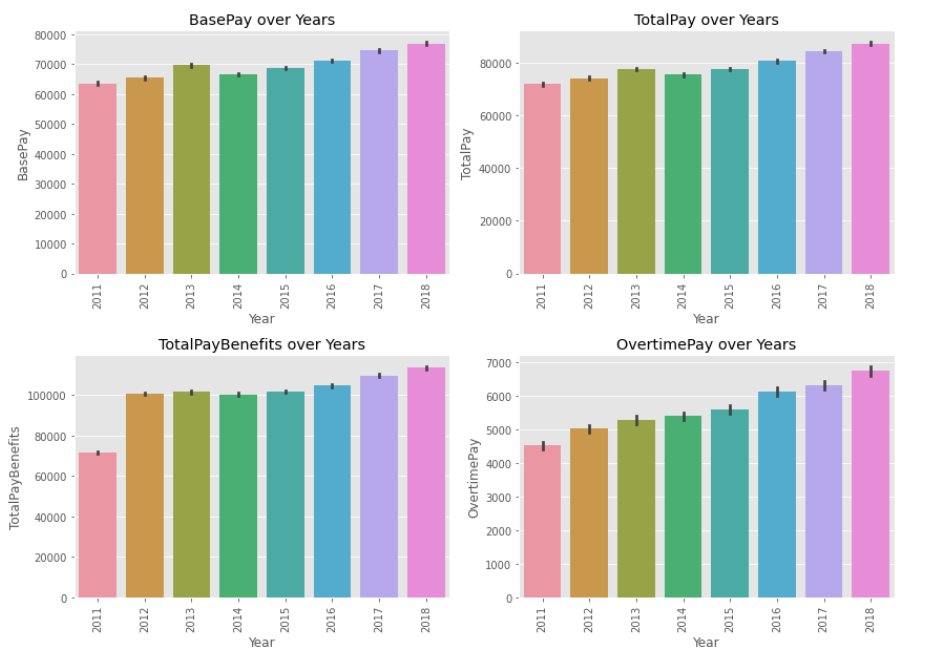 BasePay over Years
80000
70000
60000
50000
40000
30000
20000
10000
0
BasePay
2011 2012 2013 2014 2015 2016 2017 2018
Year
TotalPay over Years
80000
60000
40000
20000
0
TotalPay
2011 2012 2013 2014 2015 2016 2017 2018
Year
TotalPayBenefits over Years
100000
80000
60000
40000
20000
0
TotalPayBenefits
2011 2012 2013 2014 2015 2016 2017 2018
Year
OvertimePay over Years
7000
6000
5000
4000
3000
2000
1000
0
OvertimePay
2011 2012 2013 2014 2015 2016 2017 2018
Year